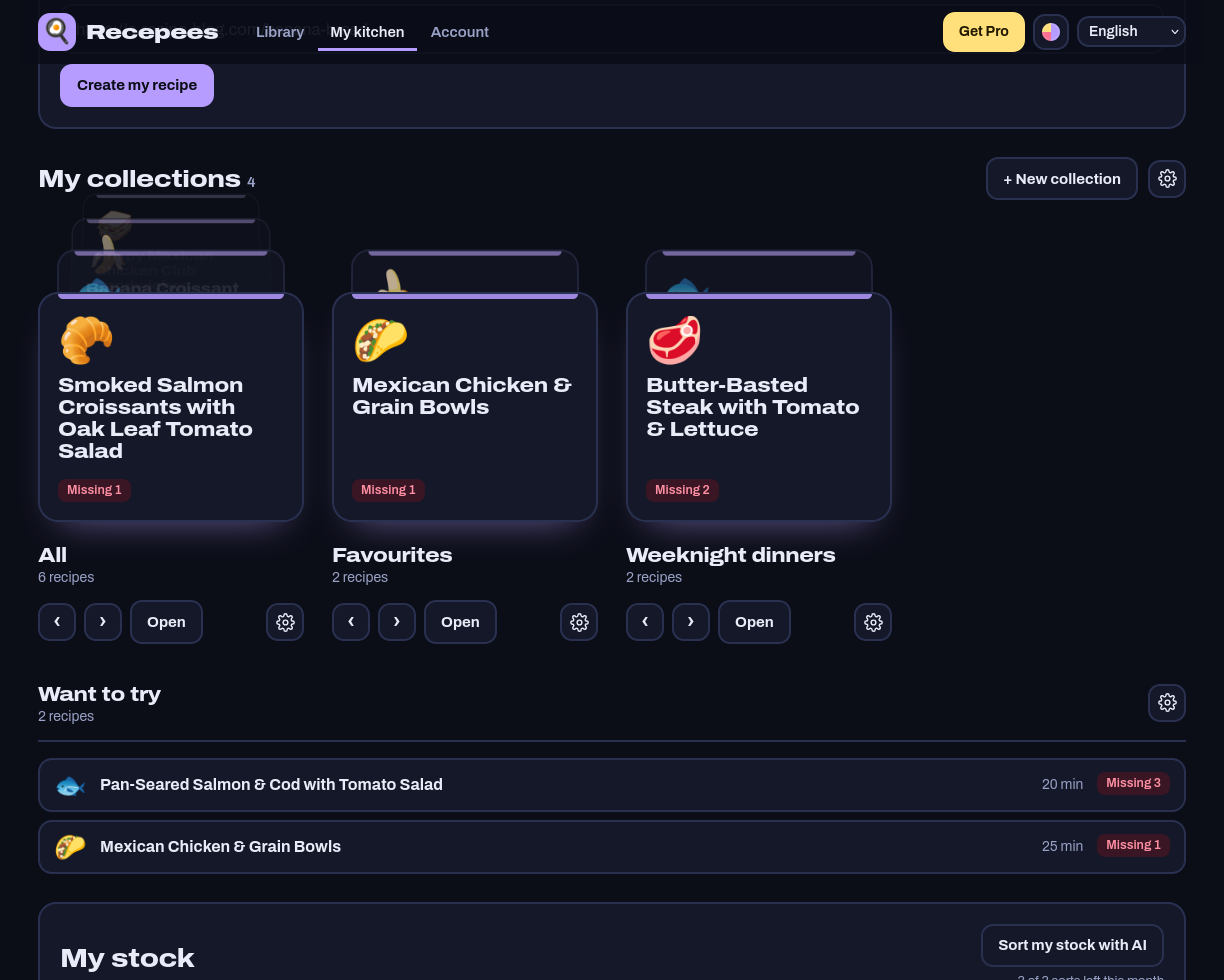 Recepees
Library
My kitchen
Account
Get Pro
English
Create my recipe
My collections 4
+ New collection
Banana Croissant
Smoked Salmon
Croissants with
Oak Leaf Tomato
Salad
Missing 1
Mexican Chicken &
Grain Bowls
Missing 1
Butter-Basted
Steak with Tomato
& Lettuce
Missing 2
All
6 recipes
Favourites
2 recipes
Weeknight dinners
2 recipes
‹ › Open
‹ › Open
‹ › Open
Want to try
2 recipes
Pan-Seared Salmon & Cod with Tomato Salad
20 min
Missing 3
Mexican Chicken & Grain Bowls
25 min
Missing 1
My stock
Sort my stock with AI